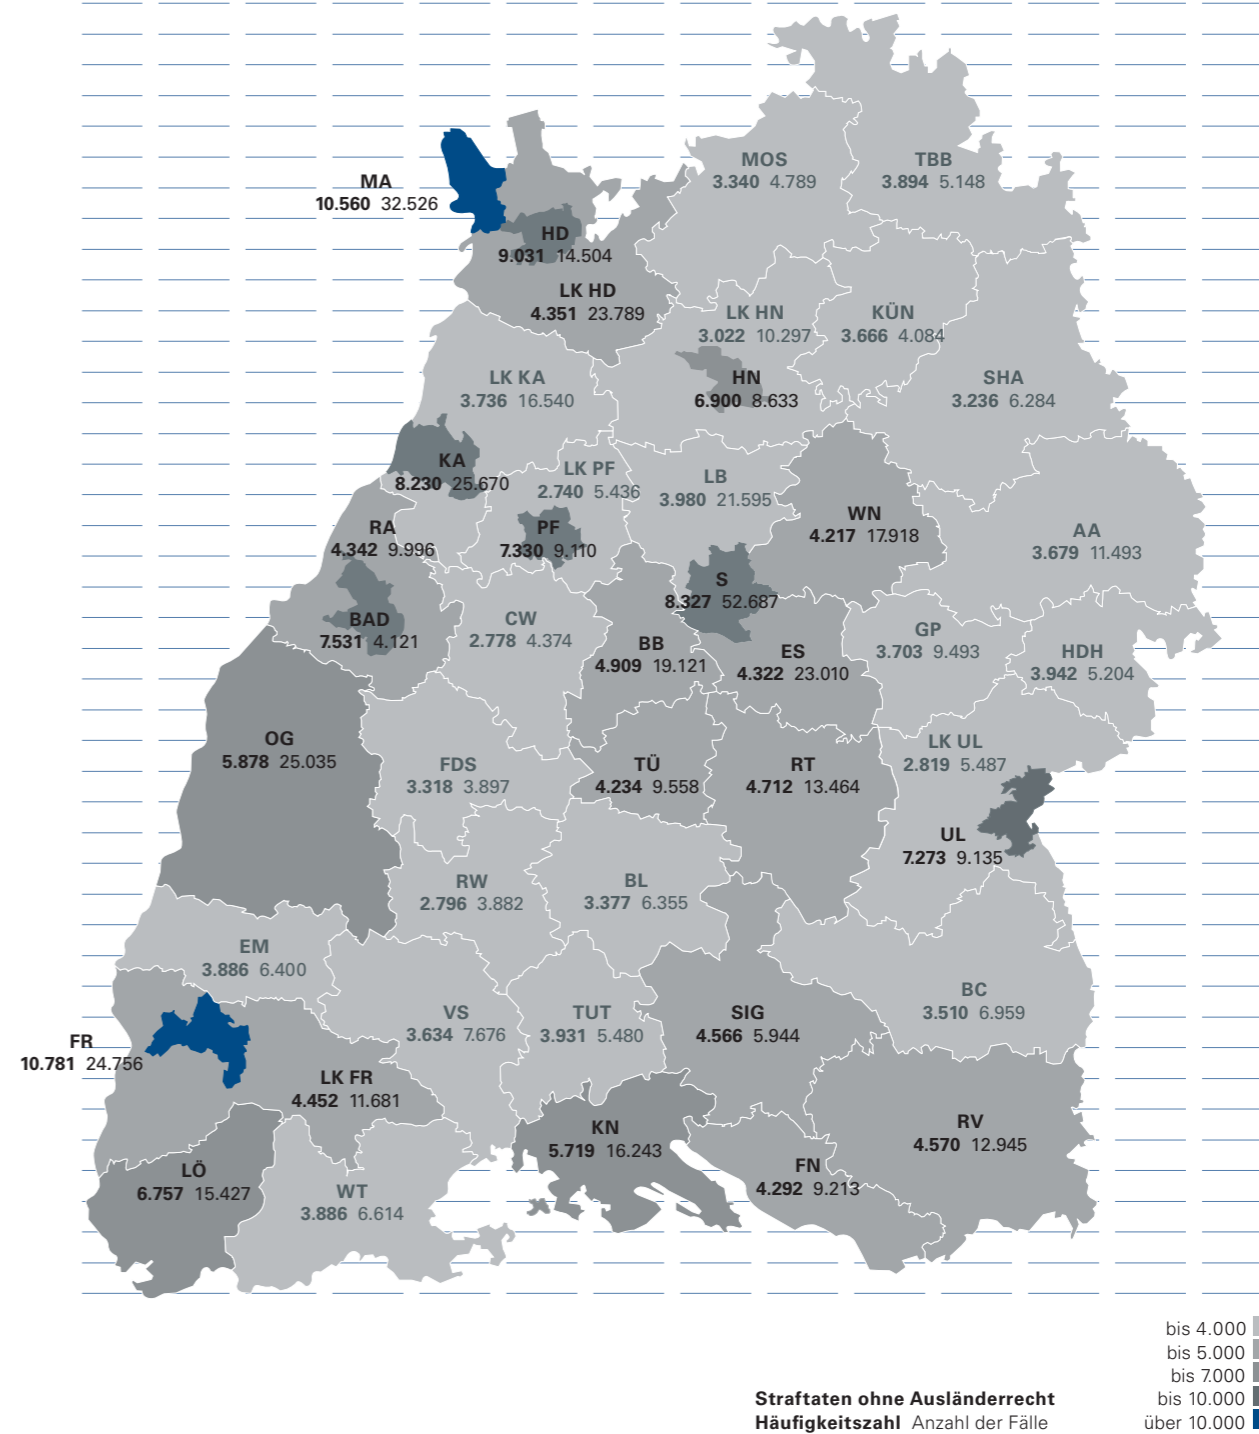 MOS
3.340 4.789
TBB
3.894 5.148
MA
10.560 32.526
HD
9.031 14.504
LK HD
4.351 23.789
LK HN
3.022 10.297
KÜN
3.666 4.084
HN
6.900 8.633
SHA
3.236 6.284
LK KA
3.736 16.540
KA
8.230 25.670
LK PF
2.740 5.436
LB
3.980 21.595
WN
4.217 17.918
AA
3.679 11.493
RA
4.342 9.996
PF
7.330 9.110
S
8.327 52.687
BAD
7.531 4.121
CW
2.778 4.374
BB
4.909 19.121
ES
4.322 23.010
GP
3.703 9.493
HDH
3.942 5.204
OG
5.878 25.035
FDS
3.318 3.897
TÜ
4.234 9.558
RT
4.712 13.464
LK UL
2.819 5.487
UL
7.273 9.135
RW
2.796 3.882
BL
3.377 6.355
EM
3.886 6.400
VS
3.634 7.676
TUT
3.931 5.480
SIG
4.566 5.944
BC
3.510 6.959
FR
10.781 24.756
LK FR
4.452 11.681
KN
5.719 16.243
RV
4.570 12.945
LÖ
6.757 15.427
WT
3.886 6.614
FN
4.292 9.213
bis 4.000
bis 5.000
bis 7.000
Straftaten ohne Ausländerrecht bis 10.000
Häufigkeitszahl Anzahl der Fälle über 10.000